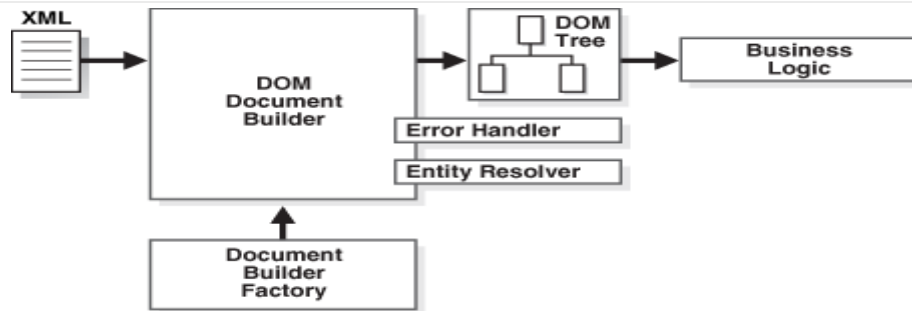 XML
DOM
Document
Builder
DOM
Tree
Business
Logic
Error Handler
Entity Resolver
Document
Builder
Factory